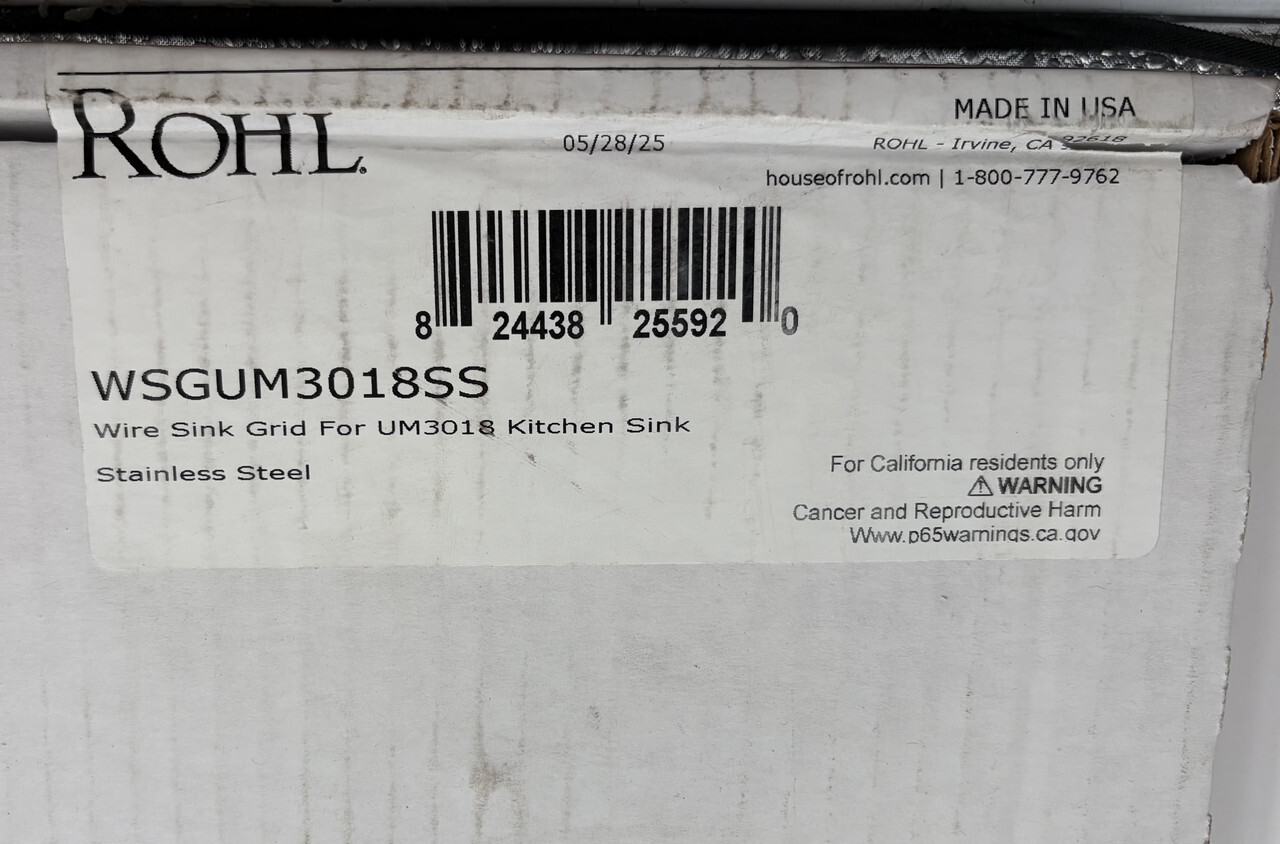 ROHL.
MADE IN USA
05/28/25
ROHL - Irvine, CA 92618
houseofrohl.com | 1-800-777-9762
8 24438 25592 0
WSGUM3018SS
Wire Sink Grid For UM3018 Kitchen Sink
Stainless Steel
For California residents only
⚠ WARNING
Cancer and Reproductive Harm
Www.p65warnings.ca.gov